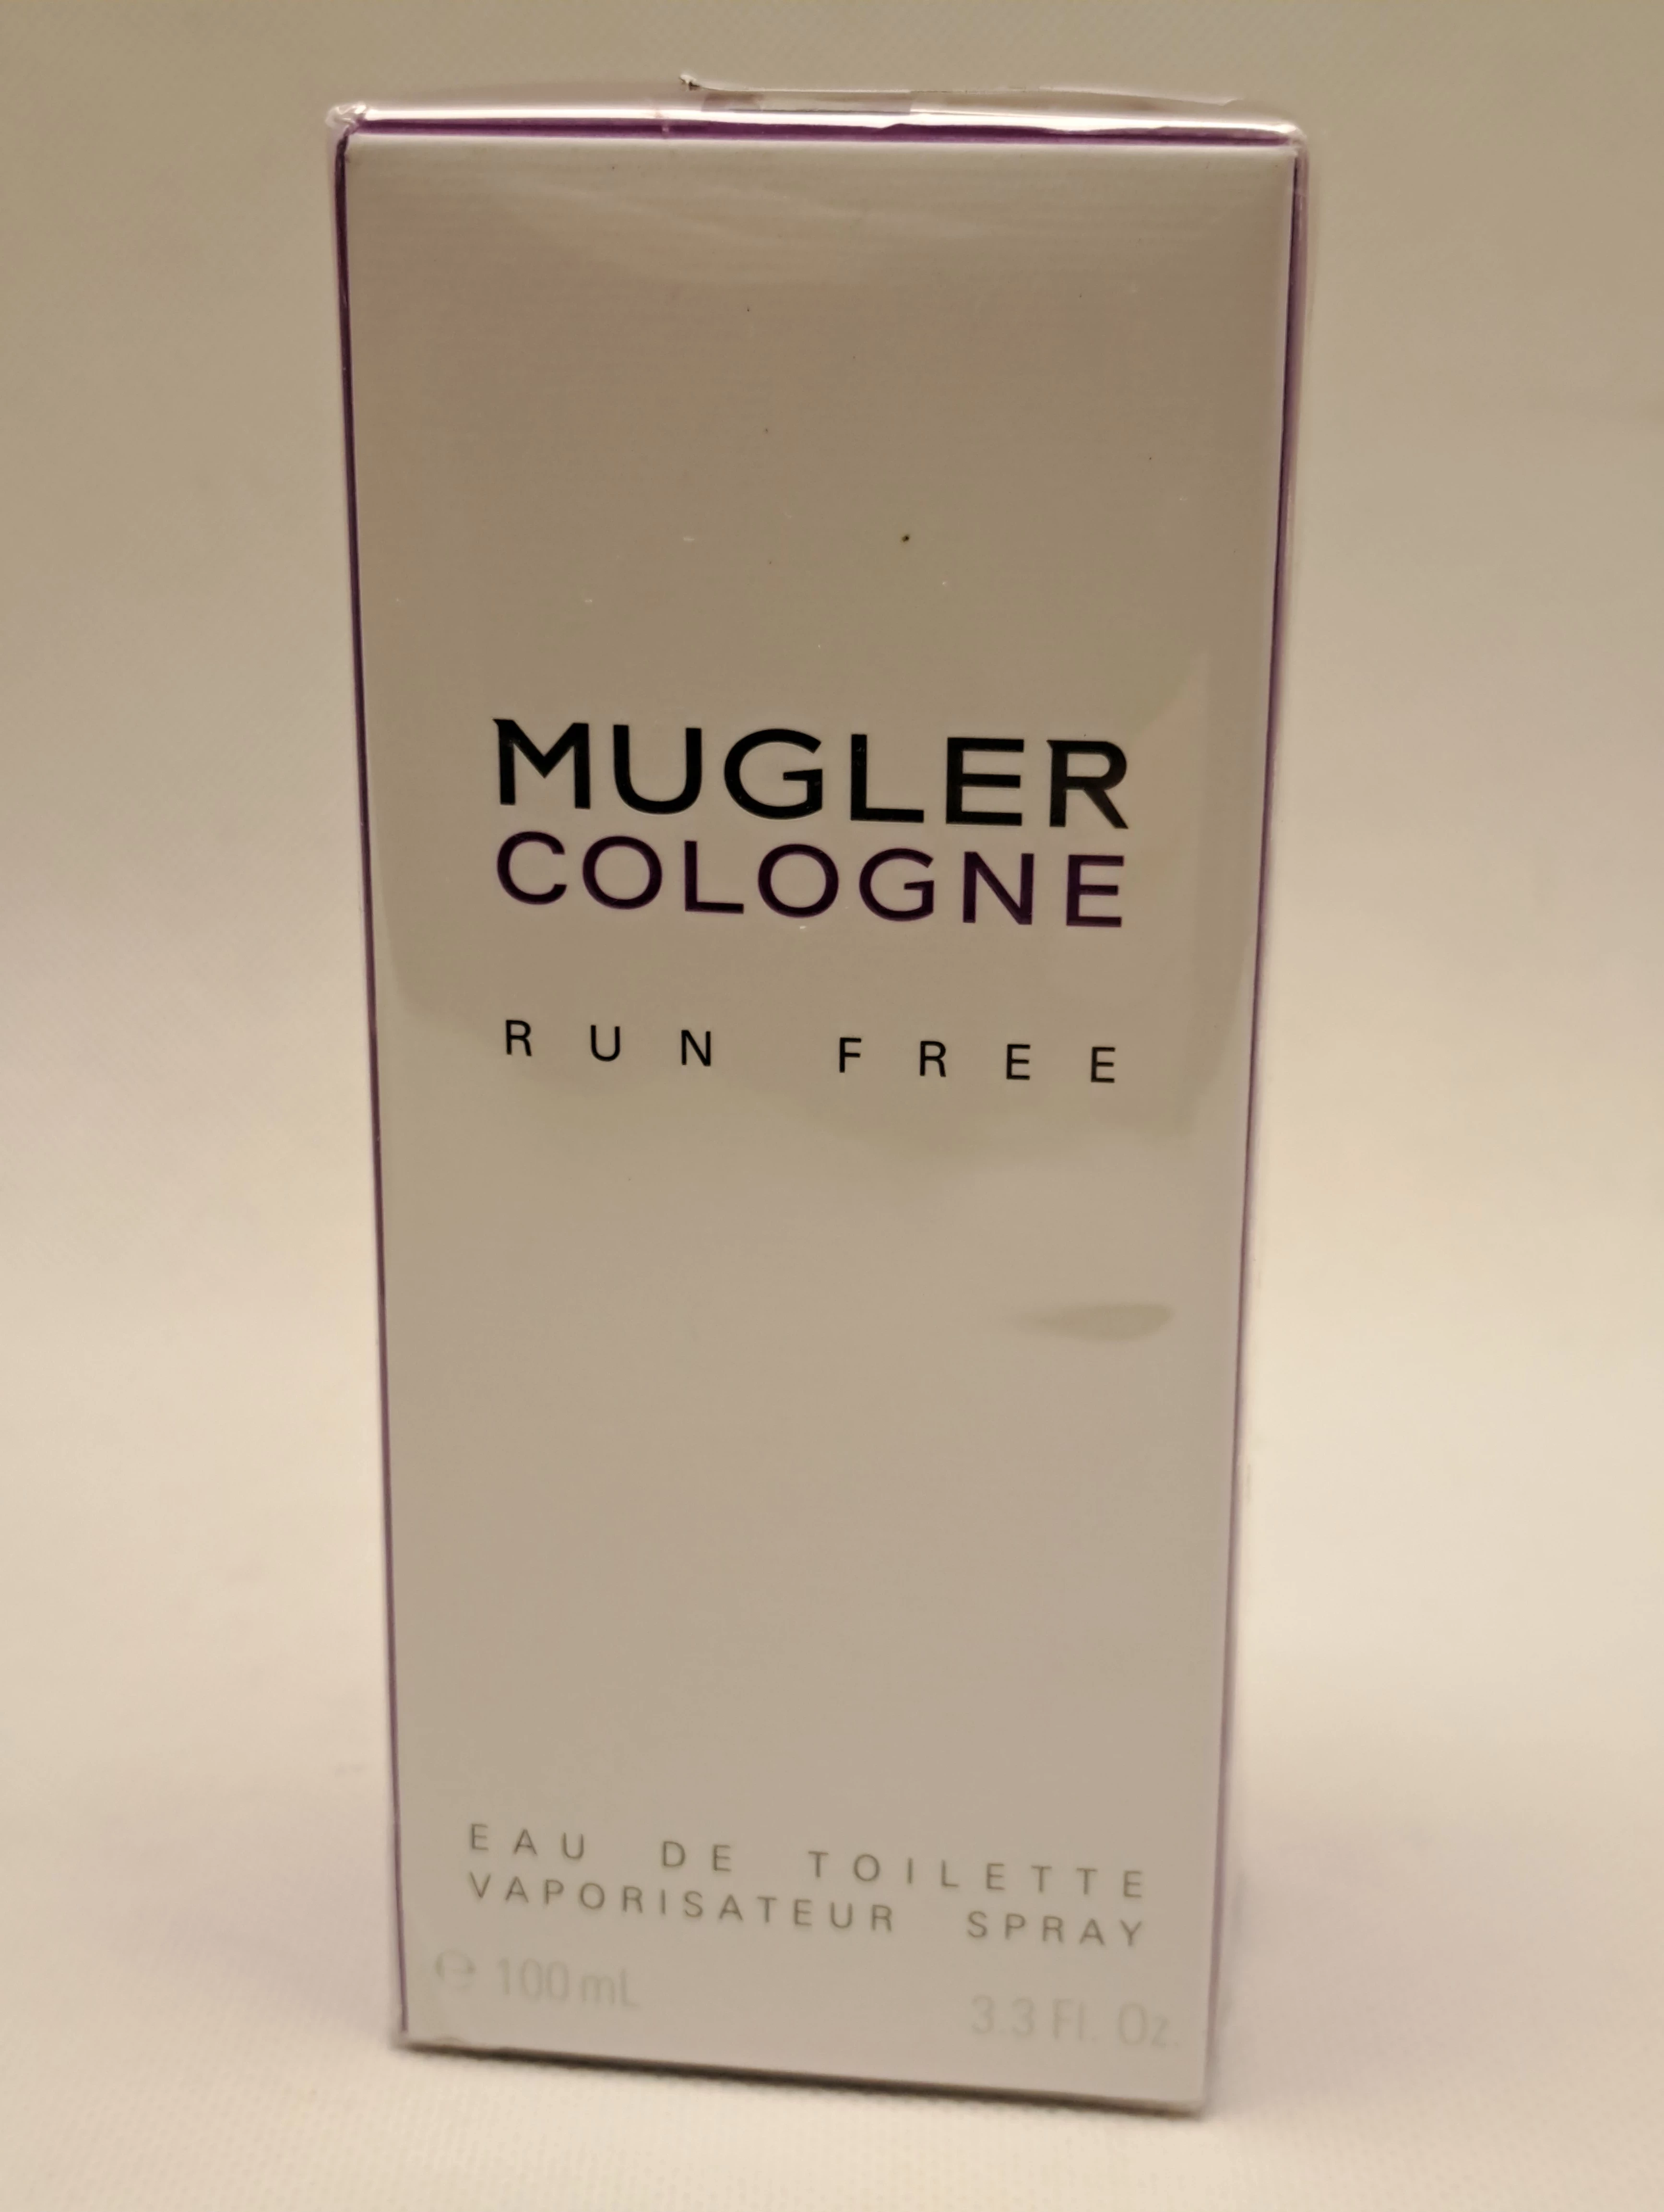 MUGLER
COLOGNE
RUN FREE
EAU DE TOILETTE
VAPORISATEUR SPRAY
℮ 100 mL 3.3 Fl. Oz.